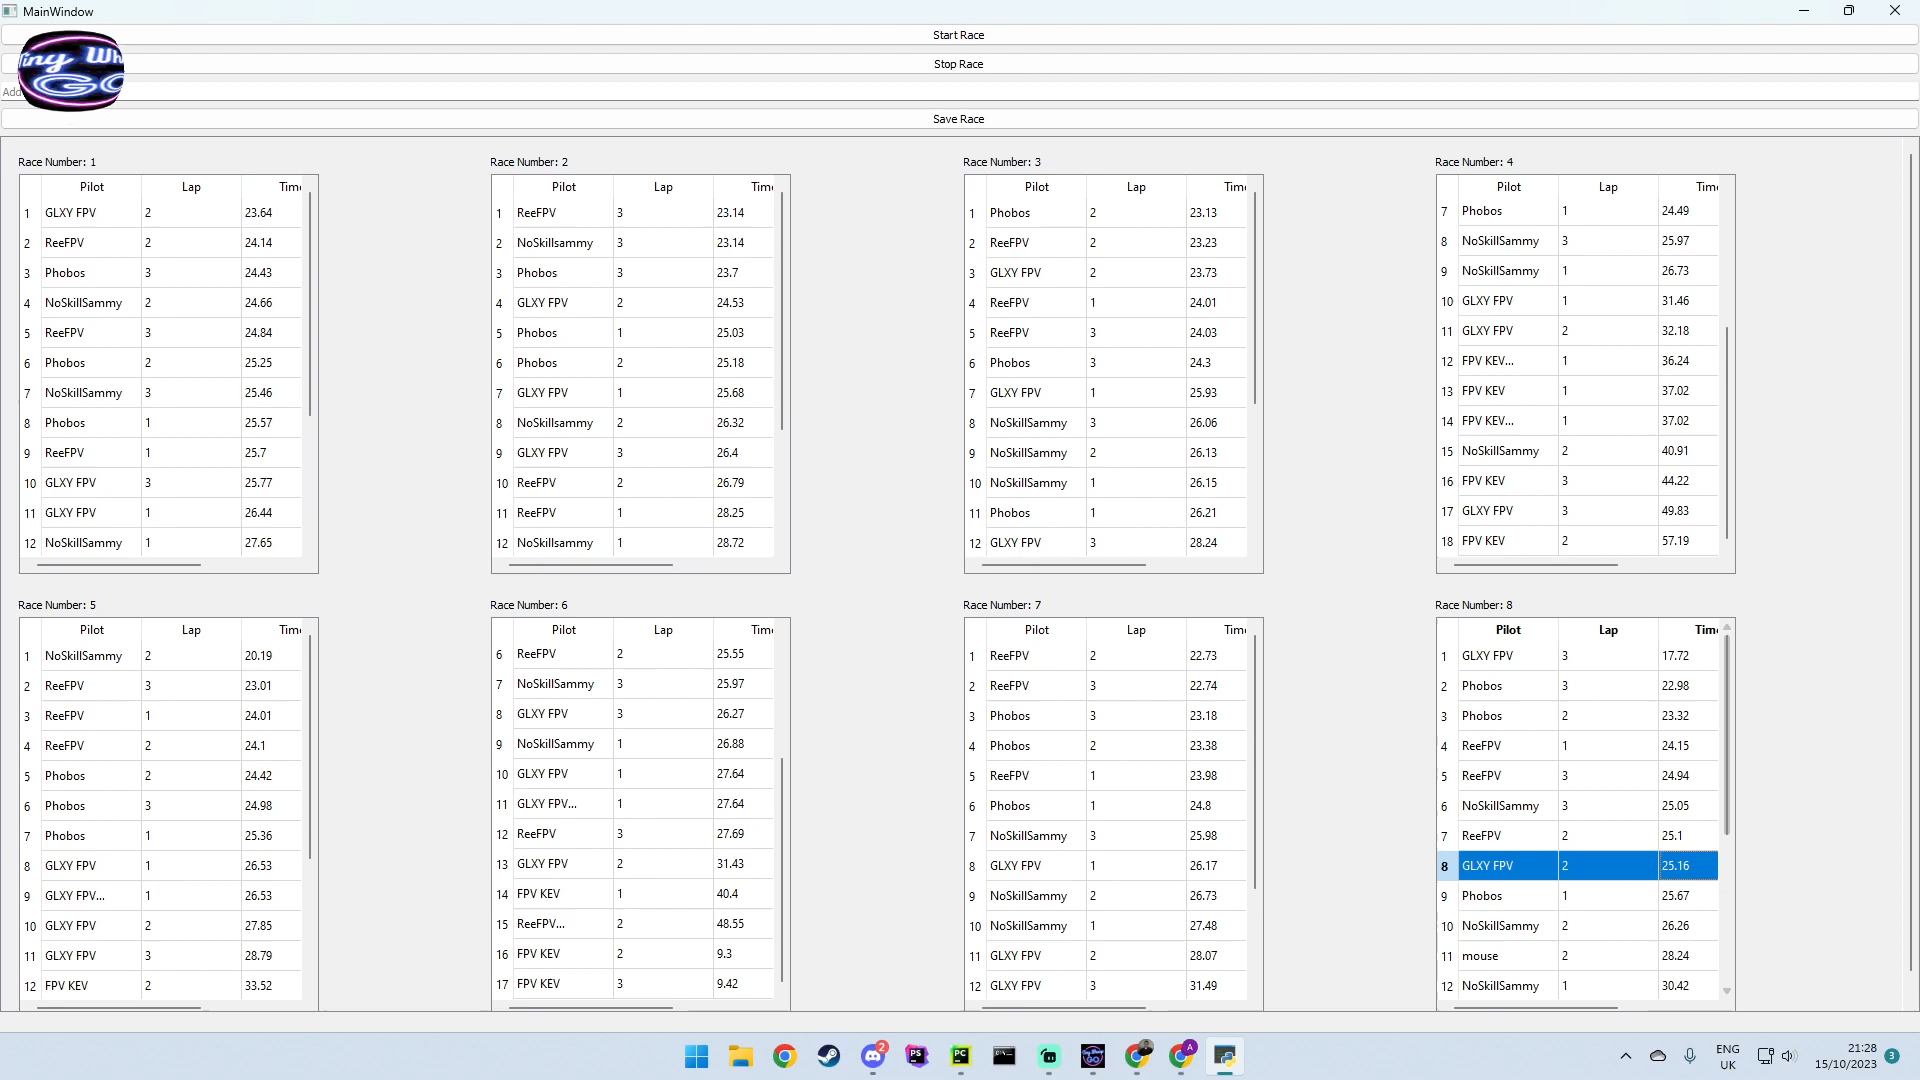 MainWindow
Start Race
Stop Race
Add
Save Race
Race Number: 1
Pilot Lap Time
1 GLXY FPV 2 23.64
2 ReeFPV 2 24.14
3 Phobos 3 24.43
4 NoSkillSammy 2 24.66
5 ReeFPV 3 24.84
6 Phobos 2 25.25
7 NoSkillSammy 3 25.46
8 Phobos 1 25.57
9 ReeFPV 1 25.7
10 GLXY FPV 3 25.77
11 GLXY FPV 1 26.44
12 NoSkillSammy 1 27.65
Race Number: 2
Pilot Lap Time
1 ReeFPV 3 23.14
2 NoSkillsammy 3 23.14
3 Phobos 3 23.7
4 GLXY FPV 2 24.53
5 Phobos 1 25.03
6 Phobos 2 25.18
7 GLXY FPV 1 25.68
8 NoSkillsammy 2 26.32
9 GLXY FPV 3 26.4
10 ReeFPV 2 26.79
11 ReeFPV 1 28.25
12 NoSkillsammy 1 28.72
Race Number: 3
Pilot Lap Time
1 Phobos 2 23.13
2 ReeFPV 2 23.23
3 GLXY FPV 2 23.73
4 ReeFPV 1 24.01
5 ReeFPV 3 24.03
6 Phobos 3 24.3
7 GLXY FPV 1 25.93
8 NoSkillSammy 3 26.06
9 NoSkillSammy 2 26.13
10 NoSkillSammy 1 26.15
11 Phobos 1 26.21
12 GLXY FPV 3 28.24
Race Number: 4
Pilot Lap Time
7 Phobos 1 24.49
8 NoSkillSammy 3 25.97
9 NoSkillSammy 1 26.73
10 GLXY FPV 1 31.46
11 GLXY FPV 2 32.18
12 FPV KEV... 1 36.24
13 FPV KEV 1 37.02
14 FPV KEV... 1 37.02
15 NoSkillSammy 2 40.91
16 FPV KEV 3 44.22
17 GLXY FPV 3 49.83
18 FPV KEV 2 57.19
Race Number: 5
Pilot Lap Time
1 NoSkillSammy 2 20.19
2 ReeFPV 3 23.01
3 ReeFPV 1 24.01
4 ReeFPV 2 24.1
5 Phobos 2 24.42
6 Phobos 3 24.98
7 Phobos 1 25.36
8 GLXY FPV 1 26.53
9 GLXY FPV... 1 26.53
10 GLXY FPV 2 27.85
11 GLXY FPV 3 28.79
12 FPV KEV 2 33.52
Race Number: 6
Pilot Lap Time
6 ReeFPV 2 25.55
7 NoSkillSammy 3 25.97
8 GLXY FPV 3 26.27
9 NoSkillSammy 1 26.88
10 GLXY FPV 1 27.64
11 GLXY FPV... 1 27.64
12 ReeFPV 3 27.69
13 GLXY FPV 2 31.43
14 FPV KEV 1 40.4
15 ReeFPV... 2 48.55
16 FPV KEV 2 9.3
17 FPV KEV 3 9.42
Race Number: 7
Pilot Lap Time
1 ReeFPV 2 22.73
2 ReeFPV 3 22.74
3 Phobos 3 23.18
4 Phobos 2 23.38
5 ReeFPV 1 23.98
6 Phobos 1 24.8
7 NoSkillSammy 3 25.98
8 GLXY FPV 1 26.17
9 NoSkillSammy 2 26.73
10 NoSkillSammy 1 27.48
11 GLXY FPV 2 28.07
12 GLXY FPV 3 31.49
Race Number: 8
Pilot Lap Time
1 GLXY FPV 3 17.72
2 Phobos 3 22.98
3 Phobos 2 23.32
4 ReeFPV 1 24.15
5 ReeFPV 3 24.94
6 NoSkillSammy 3 25.05
7 ReeFPV 2 25.1
8 GLXY FPV 2 25.16
9 Phobos 1 25.67
10 NoSkillSammy 2 26.26
11 mouse 2 28.24
12 NoSkillSammy 1 30.42
2
PS
PC
A
ENG
UK
21:28
15/10/2023
3